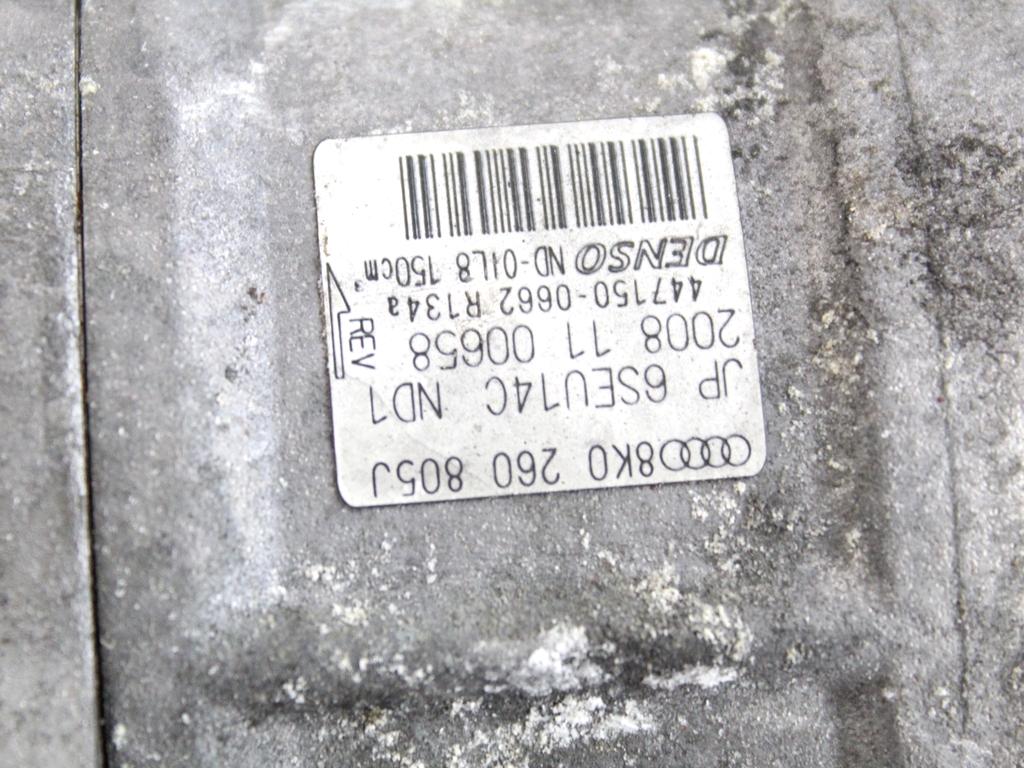 8K0 260 805J
JP 6SEU14C ND1
2008 11 00658
REV
447150-0662 R134a
DENSO ND-OIL8 150cm³